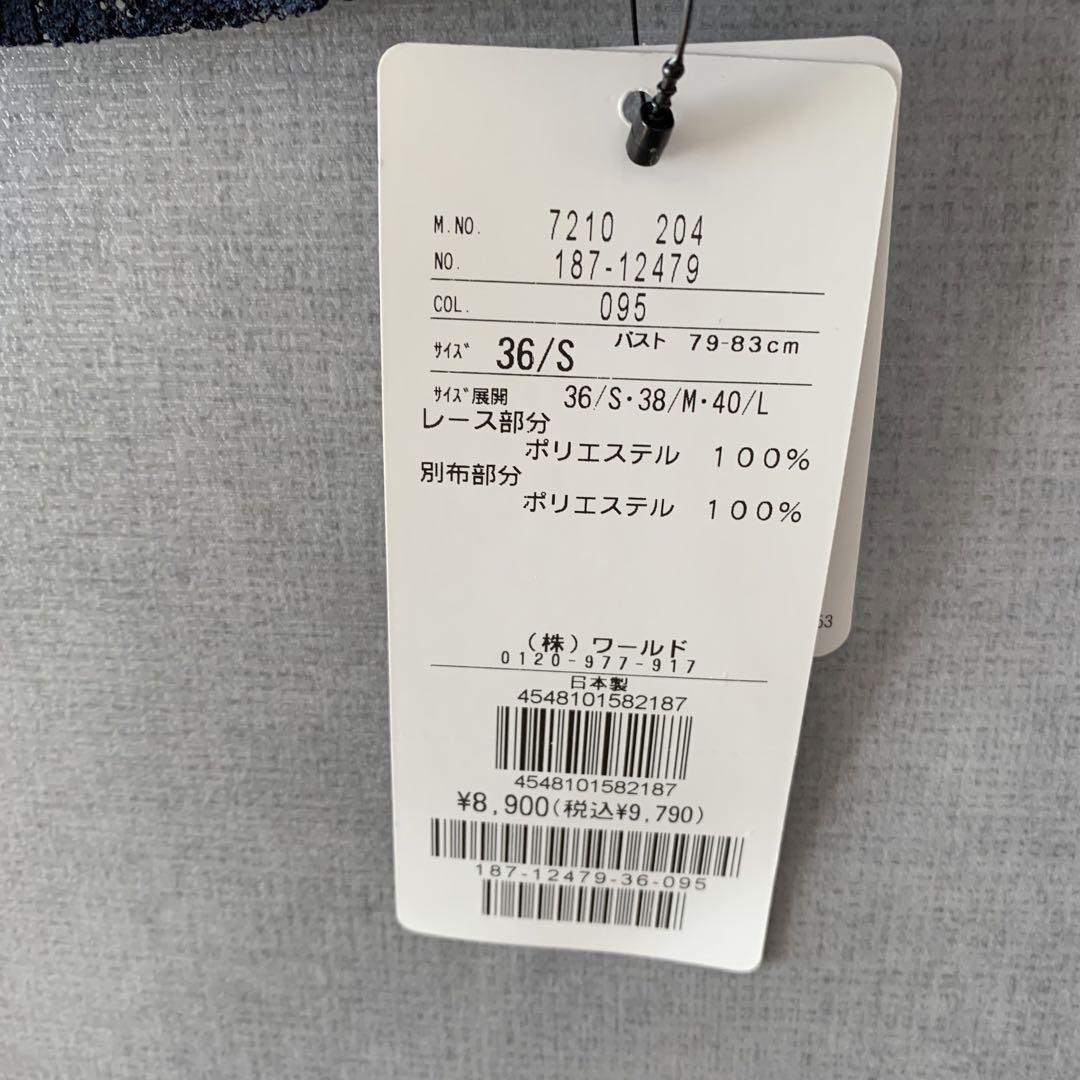 M.NO. 7210 204
NO. 187-12479
COL. 095
ｻｲｽﾞ 36/S バスト 79-83cm
ｻｲｽﾞ展開 36/S・38/M・40/L
レース部分
ポリエステル 100%
別布部分
ポリエステル 100%
(株)ワールド
0120-977-917
日本製
4548101582187
4548101582187
¥8,900(税込¥9,790)
187-12479-36-095
53